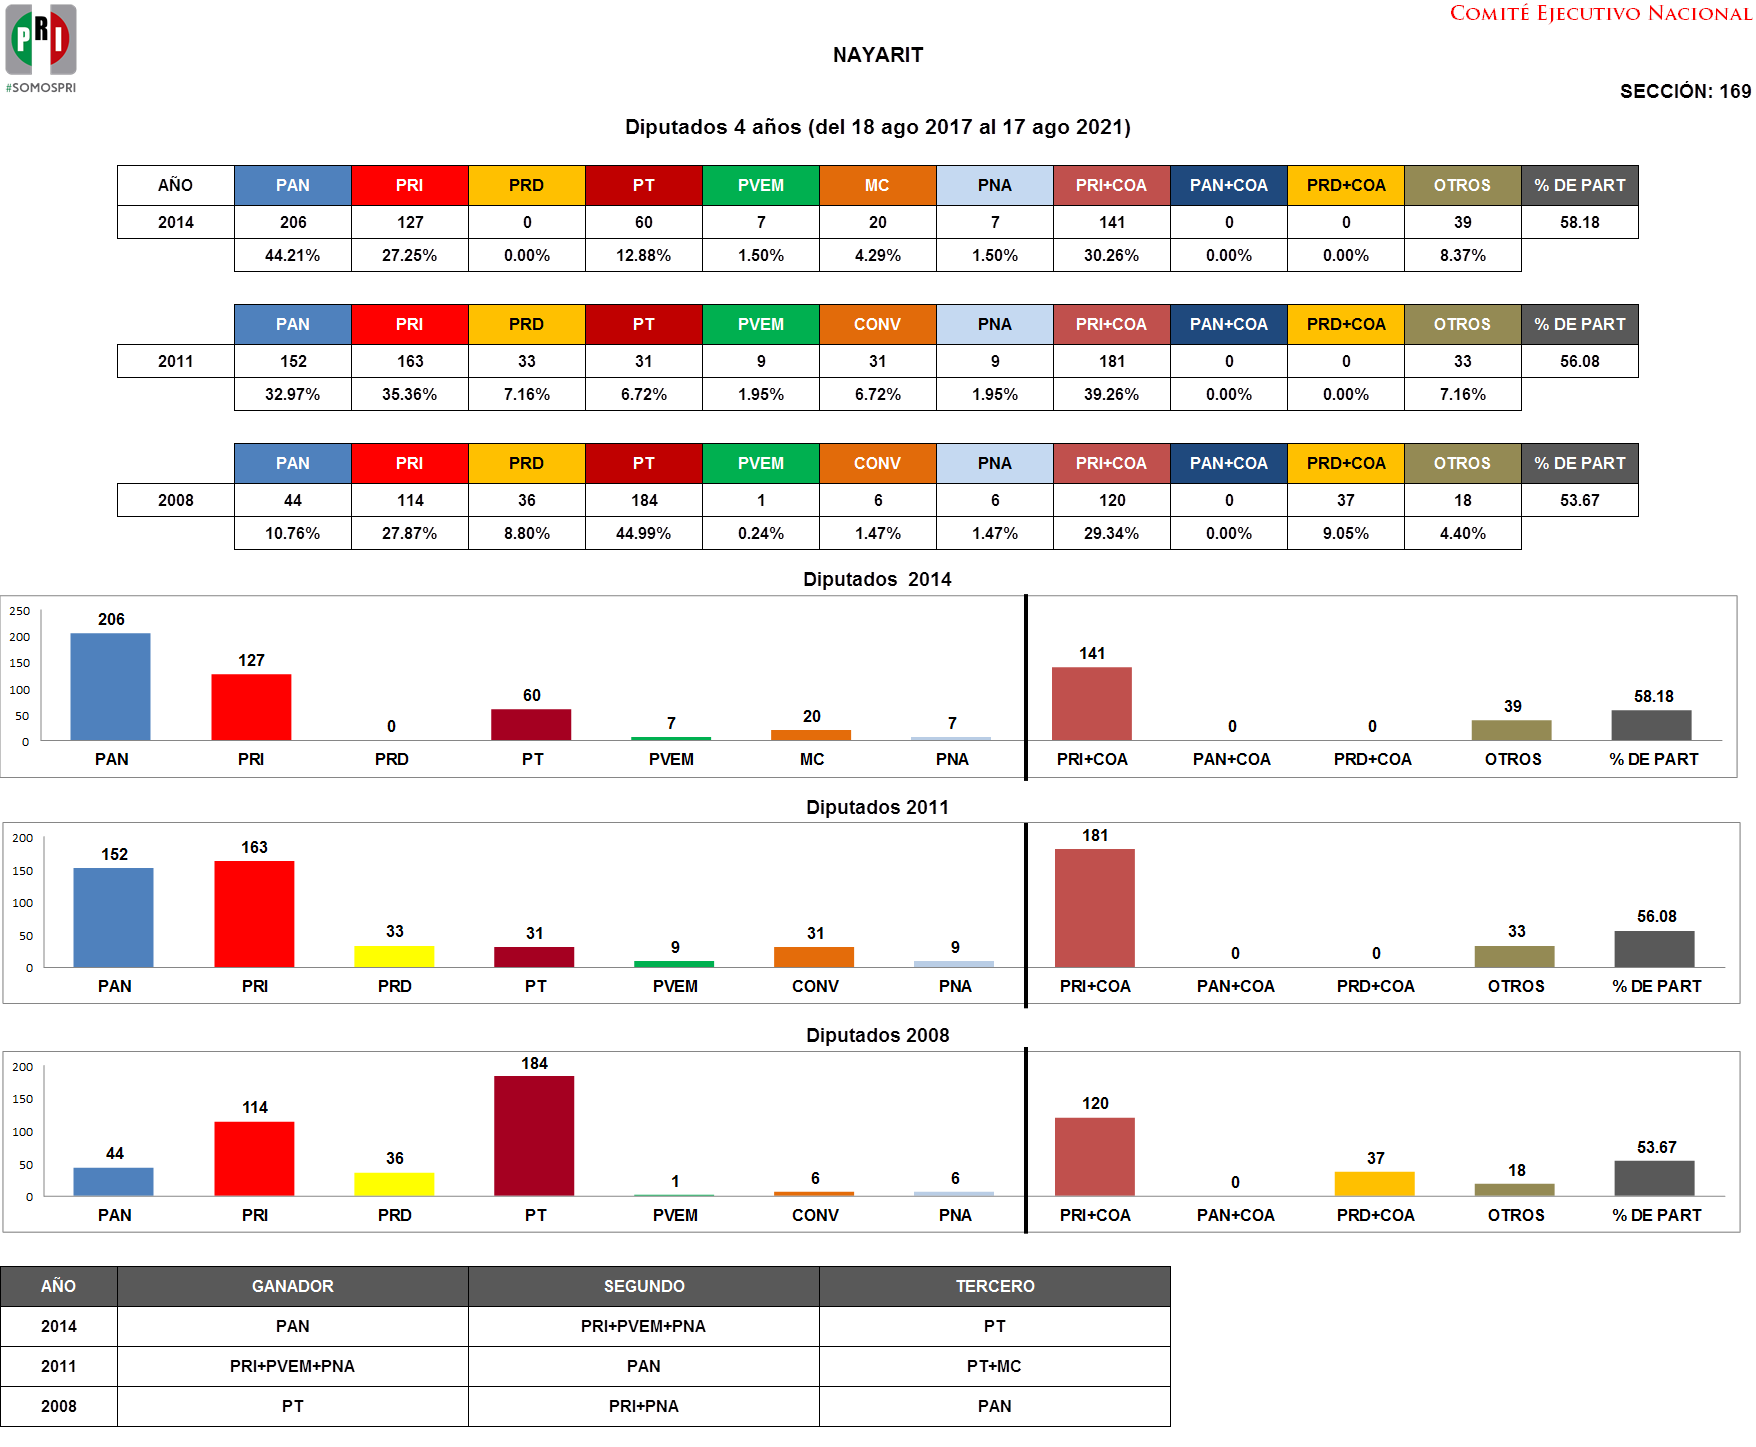 PRI
#SOMOSPRI
COMITÉ EJECUTIVO NACIONAL
NAYARIT
SECCIÓN: 169
Diputados 4 años (del 18 ago 2017 al 17 ago 2021)
AÑO PAN PRI PRD PT PVEM MC PNA PRI+COA PAN+COA PRD+COA OTROS % DE PART
2014 206 127 0 60 7 20 7 141 0 0 39 58.18
44.21% 27.25% 0.00% 12.88% 1.50% 4.29% 1.50% 30.26% 0.00% 0.00% 8.37%
PAN PRI PRD PT PVEM CONV PNA PRI+COA PAN+COA PRD+COA OTROS % DE PART
2011 152 163 33 31 9 31 9 181 0 0 33 56.08
32.97% 35.36% 7.16% 6.72% 1.95% 6.72% 1.95% 39.26% 0.00% 0.00% 7.16%
PAN PRI PRD PT PVEM CONV PNA PRI+COA PAN+COA PRD+COA OTROS % DE PART
2008 44 114 36 184 1 6 6 120 0 37 18 53.67
10.76% 27.87% 8.80% 44.99% 0.24% 1.47% 1.47% 29.34% 0.00% 9.05% 4.40%
Diputados  2014
250
200
150
100
50
0
206 127 0 60 7 20 7 141 0 0 39 58.18
PAN PRI PRD PT PVEM MC PNA PRI+COA PAN+COA PRD+COA OTROS % DE PART
Diputados 2011
200
150
100
50
0
152 163 33 31 9 31 9 181 0 0 33 56.08
PAN PRI PRD PT PVEM CONV PNA PRI+COA PAN+COA PRD+COA OTROS % DE PART
Diputados 2008
200
150
100
50
0
44 114 36 184 1 6 6 120 0 37 18 53.67
PAN PRI PRD PT PVEM CONV PNA PRI+COA PAN+COA PRD+COA OTROS % DE PART
AÑO GANADOR SEGUNDO TERCERO
2014 PAN PRI+PVEM+PNA PT
2011 PRI+PVEM+PNA PAN PT+MC
2008 PT PRI+PNA PAN